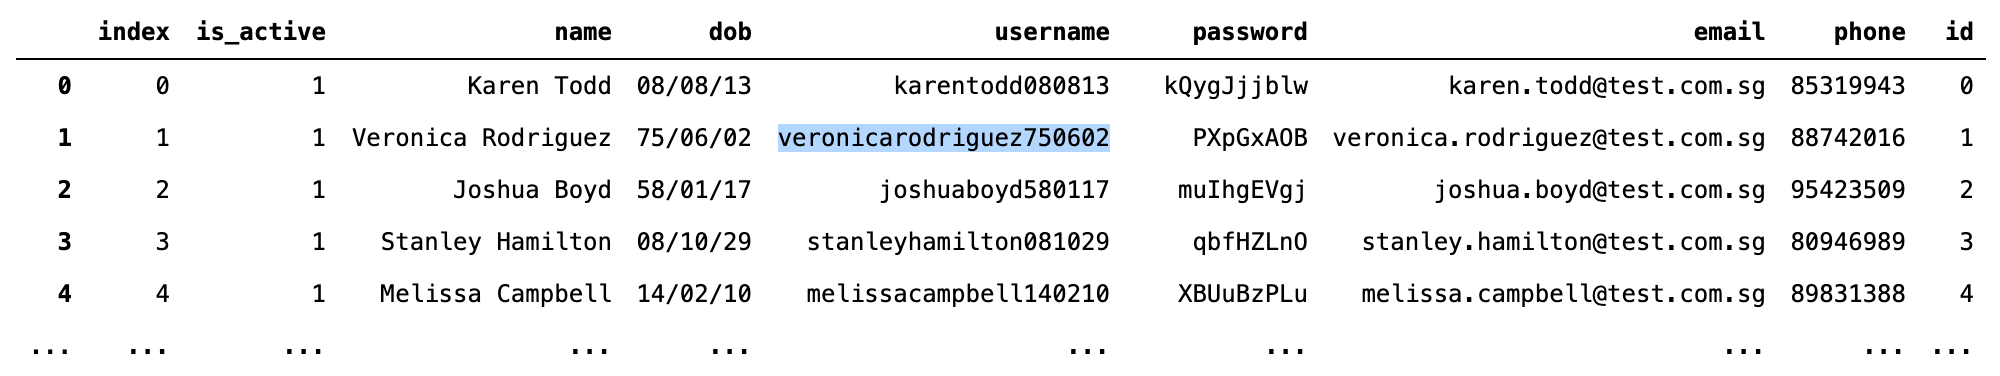 index is_active name dob username password email phone id
0 0 1 Karen Todd 08/08/13 karentodd080813 kQygJjjblw karen.todd@test.com.sg 85319943 0
1 1 1 Veronica Rodriguez 75/06/02 veronicarodriguez750602 PXpGxAOB veronica.rodriguez@test.com.sg 88742016 1
2 2 1 Joshua Boyd 58/01/17 joshuaboyd580117 muIhgEVgj joshua.boyd@test.com.sg 95423509 2
3 3 1 Stanley Hamilton 08/10/29 stanleyhamilton081029 qbfHZLnO stanley.hamilton@test.com.sg 80946989 3
4 4 1 Melissa Campbell 14/02/10 melissacampbell140210 XBUuBzPLu melissa.campbell@test.com.sg 89831388 4
... ... ... ... ... ... ... ... ... ...